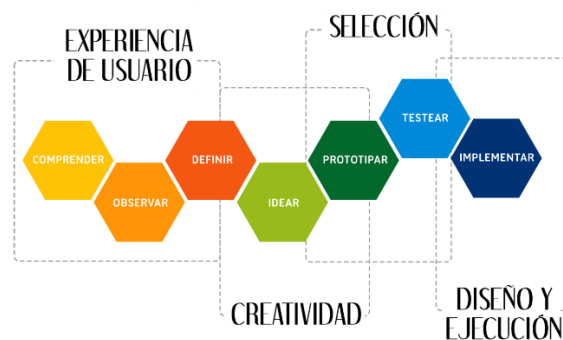 EXPERIENCIA
DE USUARIO
SELECCIÓN
COMPRENDER
OBSERVAR
DEFINIR
IDEAR
PROTOTIPAR
TESTEAR
IMPLEMENTAR
CREATIVIDAD
DISEÑO Y
EJECUCIÓN